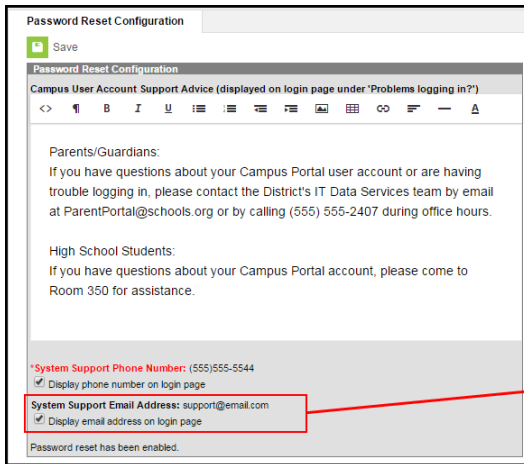 Password Reset Configuration
Save
Password Reset Configuration
Campus User Account Support Advice (displayed on login page under 'Problems logging in?')
<> ¶ B I U A
Parents/Guardians:
If you have questions about your Campus Portal user account or are having
trouble logging in, please contact the District's IT Data Services team by email
at ParentPortal@schools.org or by calling (555) 555-2407 during office hours.
High School Students:
If you have questions about your Campus Portal account, please come to
Room 350 for assistance.
*System Support Phone Number: (555)555-5544
Display phone number on login page
System Support Email Address: support@email.com
Display email address on login page
Password reset has been enabled.